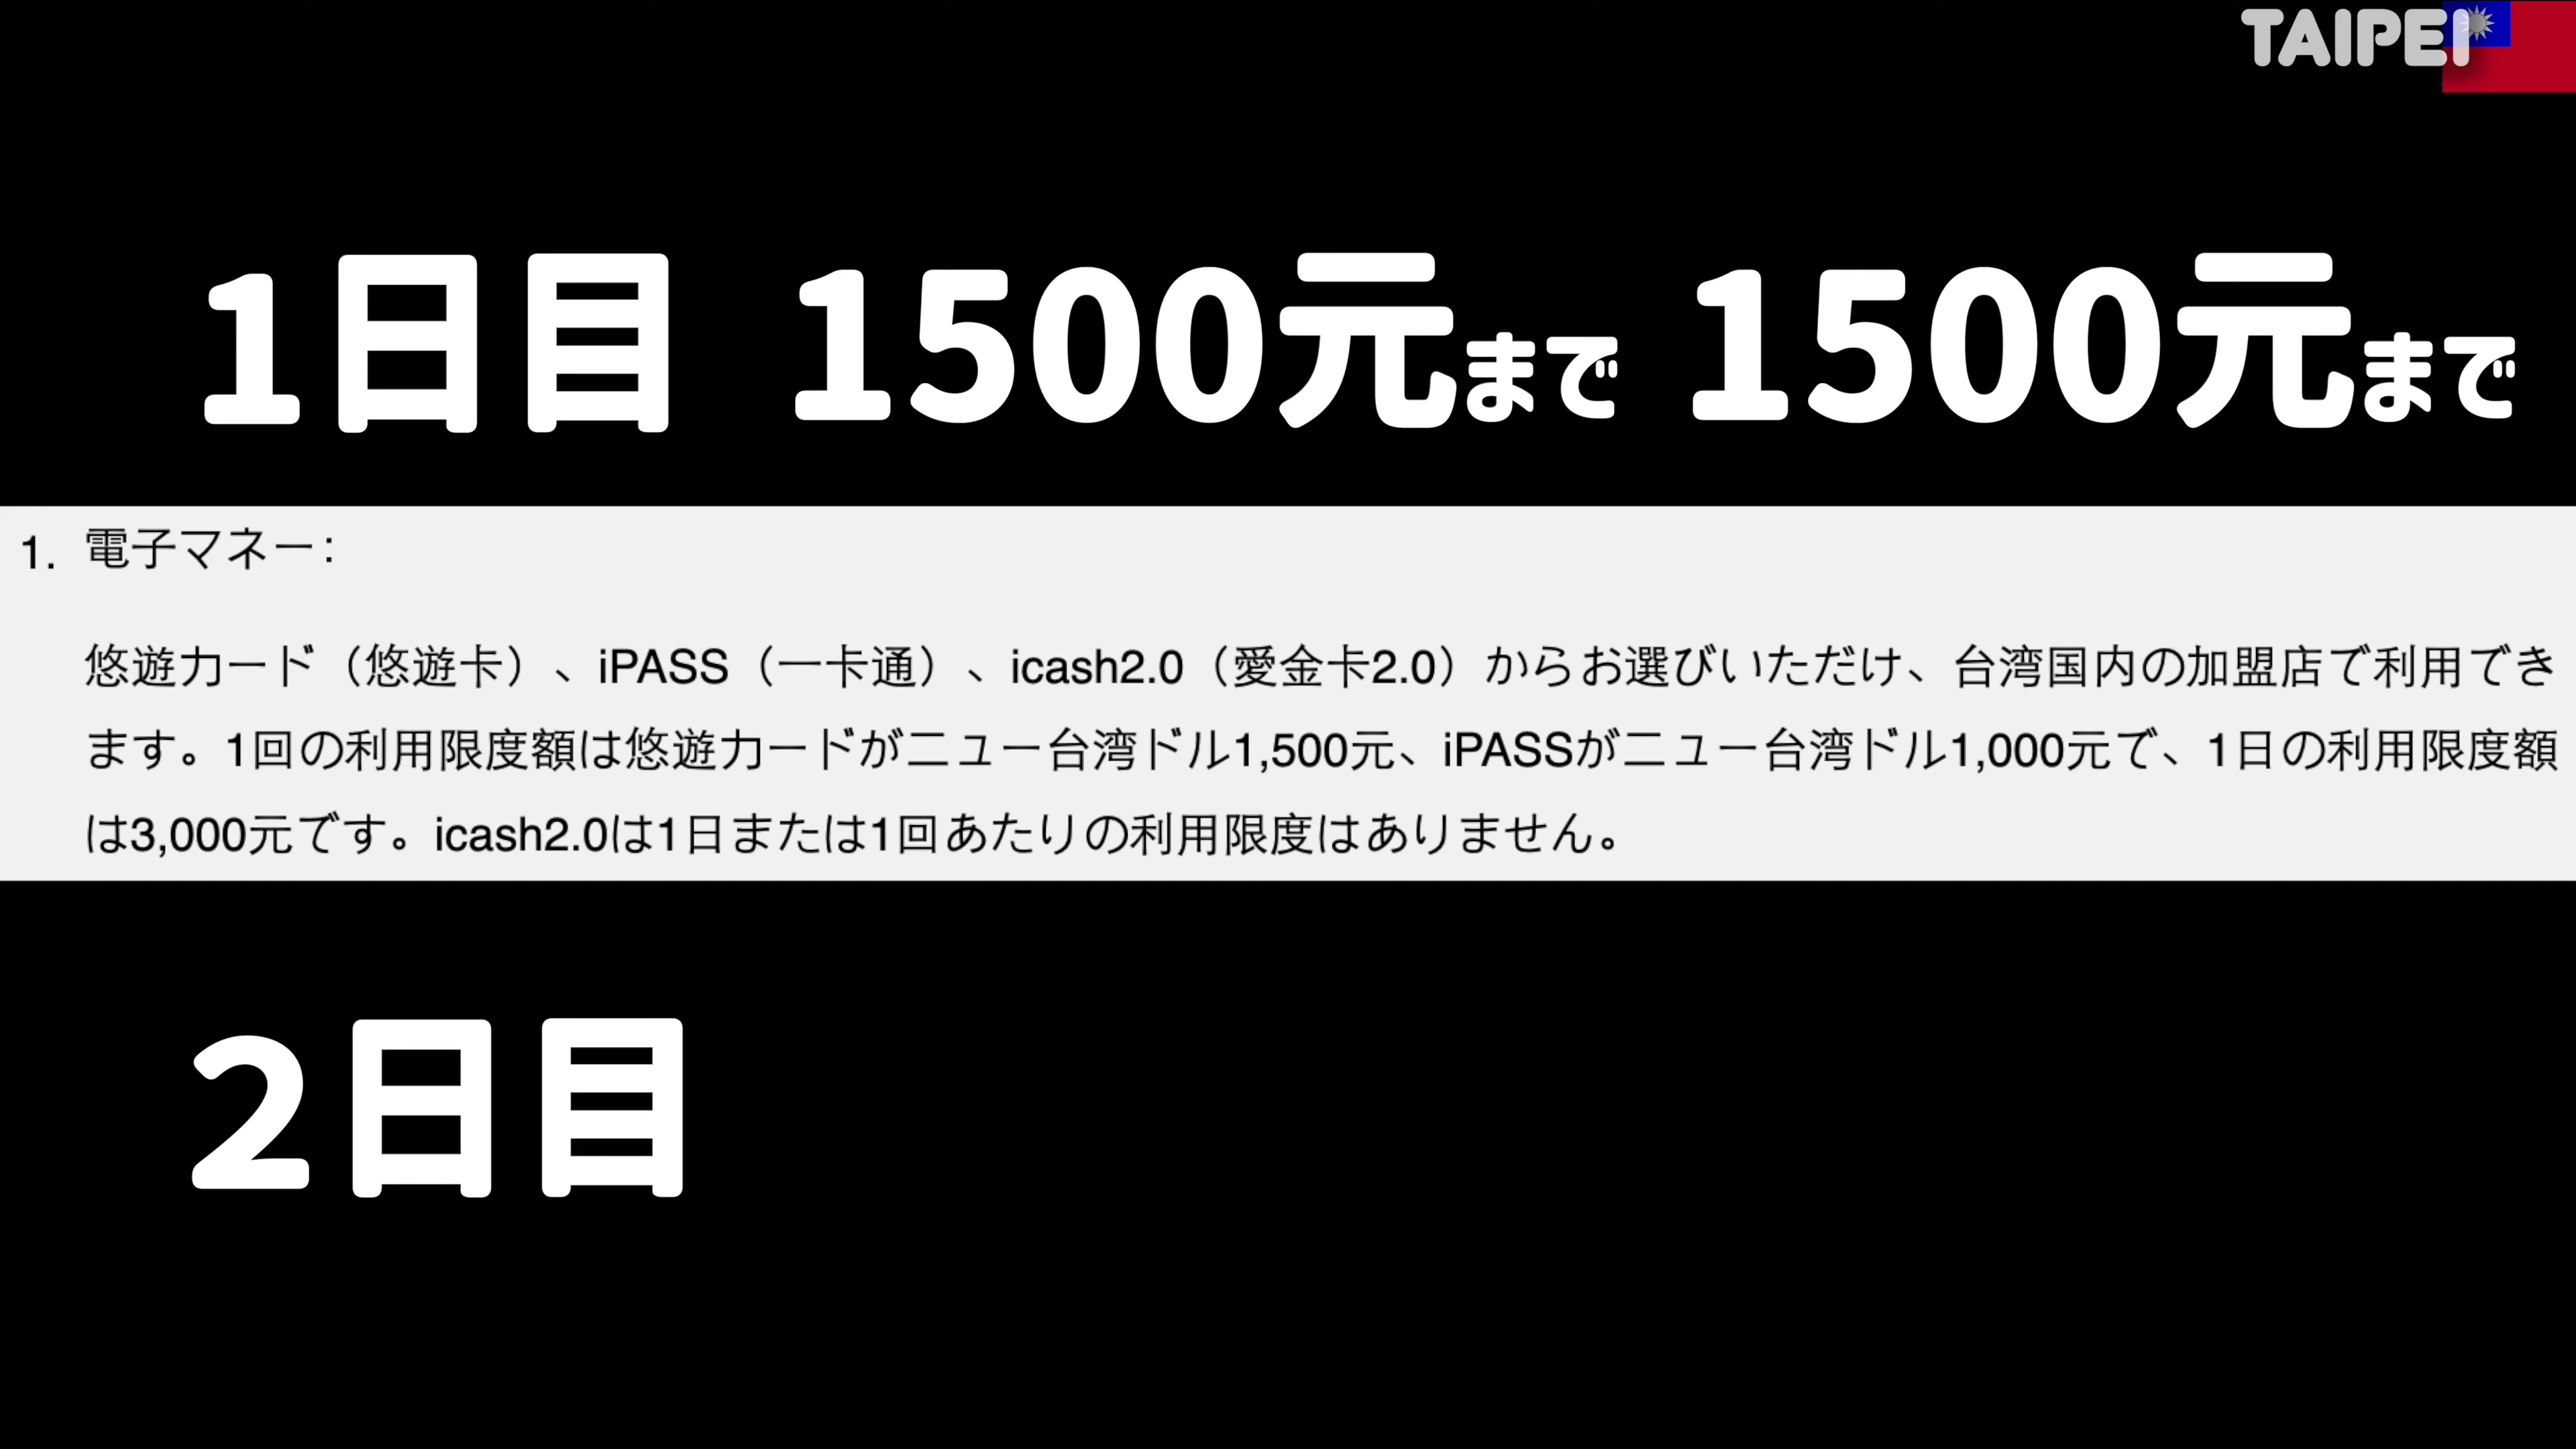 TAIPEI
1日目 1500元まで 1500元まで
1. 電子マネー：
悠遊カード（悠遊卡）、iPASS（一卡通）、icash2.0（愛金卡2.0）からお選びいただけ、台湾国内の加盟店で利用でき
ます。1回の利用限度額は悠遊カードがニュー台湾ドル1,500元、iPASSがニュー台湾ドル1,000元で、1日の利用限度額
は3,000元です。icash2.0は1日または1回あたりの利用限度はありません。
2日目